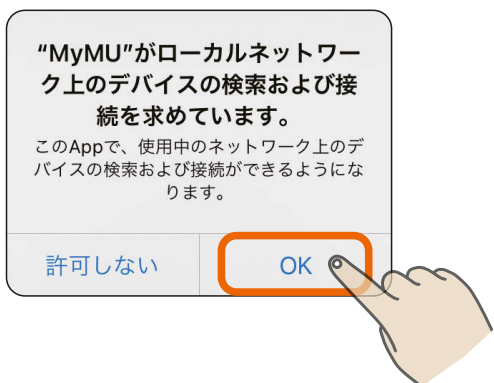 “MyMU”がローカルネットワー
ク上のデバイスの検索および接
続を求めています。
このAppで、使用中のネットワーク上のデ
バイスの検索および接続ができるようにな
ります。
許可しない
OK